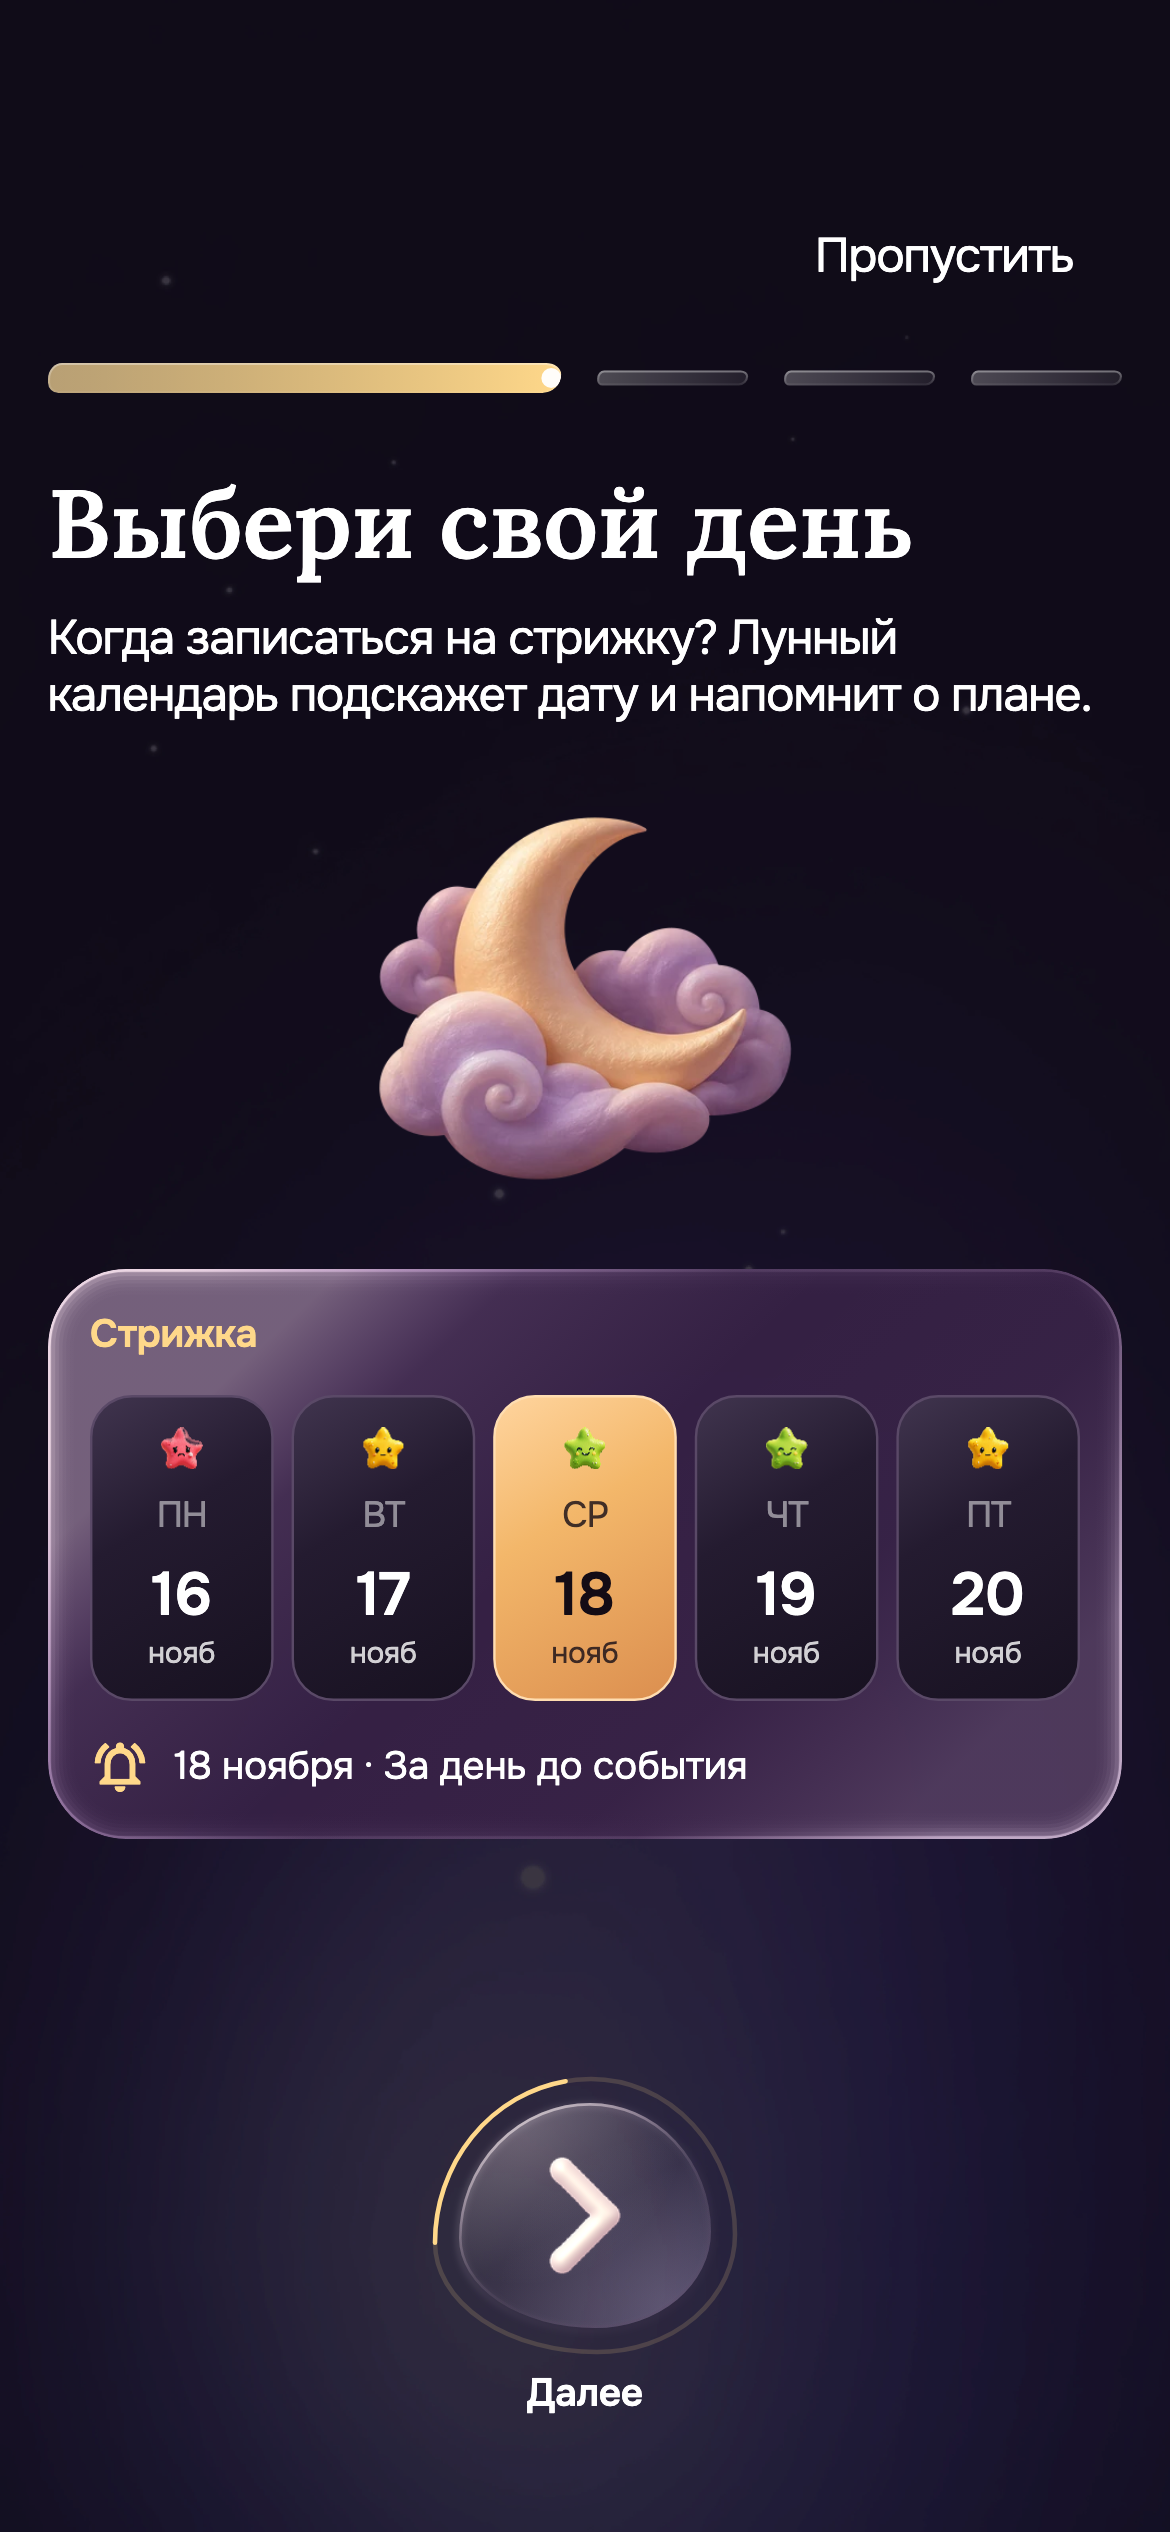 Пропустить
Выбери свой день
Когда записаться на стрижку? Лунный
календарь подскажет дату и напомнит о плане.
Стрижка
ПН ВТ СР ЧТ ПТ
16 17 18 19 20
нояб нояб нояб нояб нояб
18 ноября · За день до события
Далее